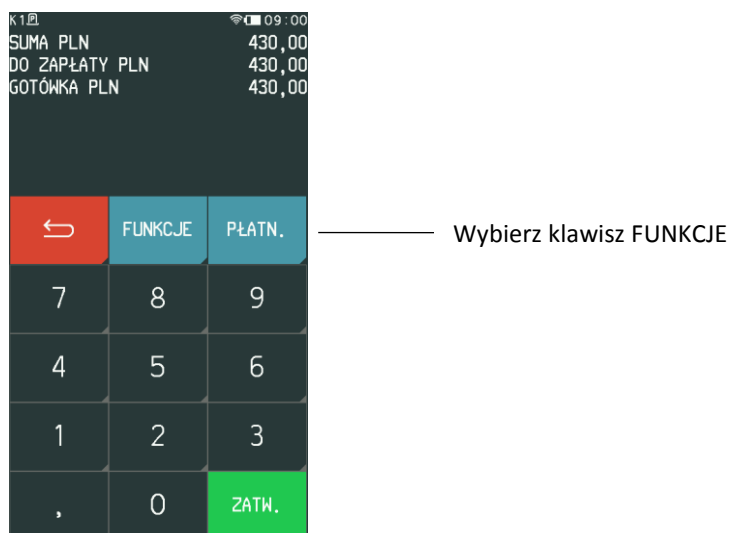 K1 P 09:00
SUMA PLN 430,00
DO ZAPŁATY PLN 430,00
GOTÓWKA PLN 430,00
FUNKCJE PŁATN.
Wybierz klawisz FUNKCJE
7 8 9
4 5 6
1 2 3
, 0 ZATW.